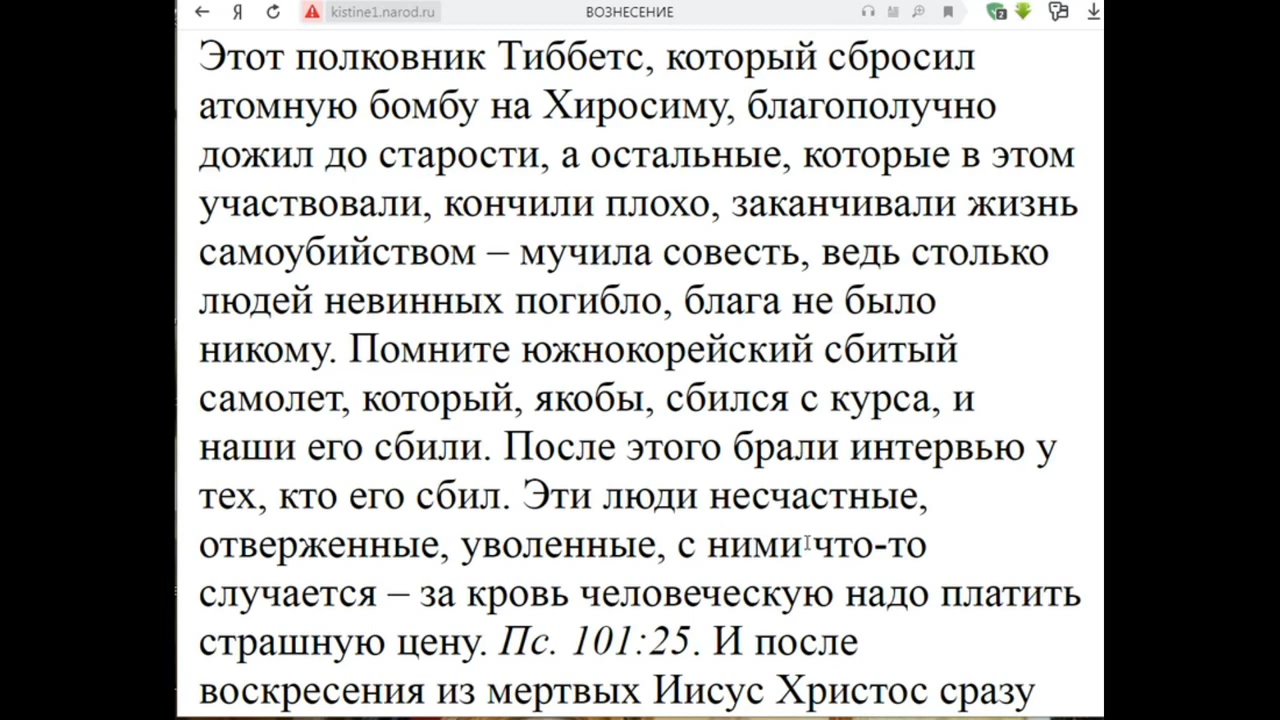 kistine1.narod.ru
ВОЗНЕСЕНИЕ
2
Этот полковник Тиббетс, который сбросил
атомную бомбу на Хиросиму, благополучно
дожил до старости, а остальные, которые в этом
участвовали, кончили плохо, заканчивали жизнь
самоубийством – мучила совесть, ведь столько
людей невинных погибло, блага не было
никому. Помните южнокорейский сбитый
самолет, который, якобы, сбился с курса, и
наши его сбили. После этого брали интервью у
тех, кто его сбил. Эти люди несчастные,
отверженные, уволенные, с ними что-то
случается – за кровь человеческую надо платить
страшную цену. Пс. 101:25. И после
воскресения из мертвых Иисус Христос сразу